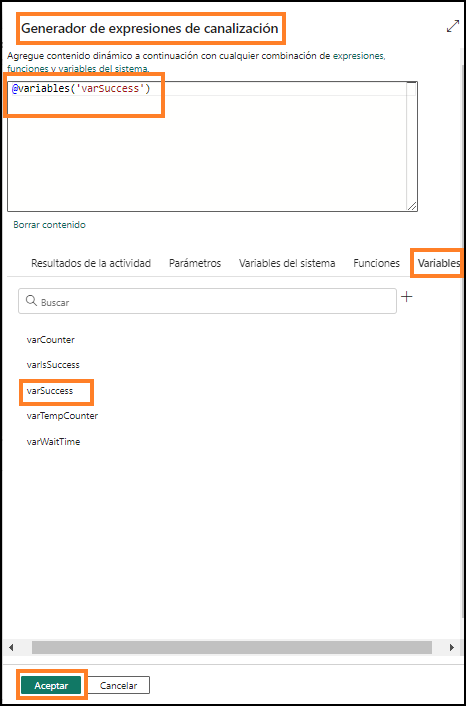 Generador de expresiones de canalización
Agregue contenido dinámico a continuación con cualquier combinación de expresiones,
funciones y variables del sistema.
@variables('varSuccess')
Borrar contenido
Resultados de la actividad Parámetros Variables del sistema Funciones Variables
Buscar
varCounter
varIsSuccess
varSuccess
varTempCounter
varWaitTime
Aceptar Cancelar